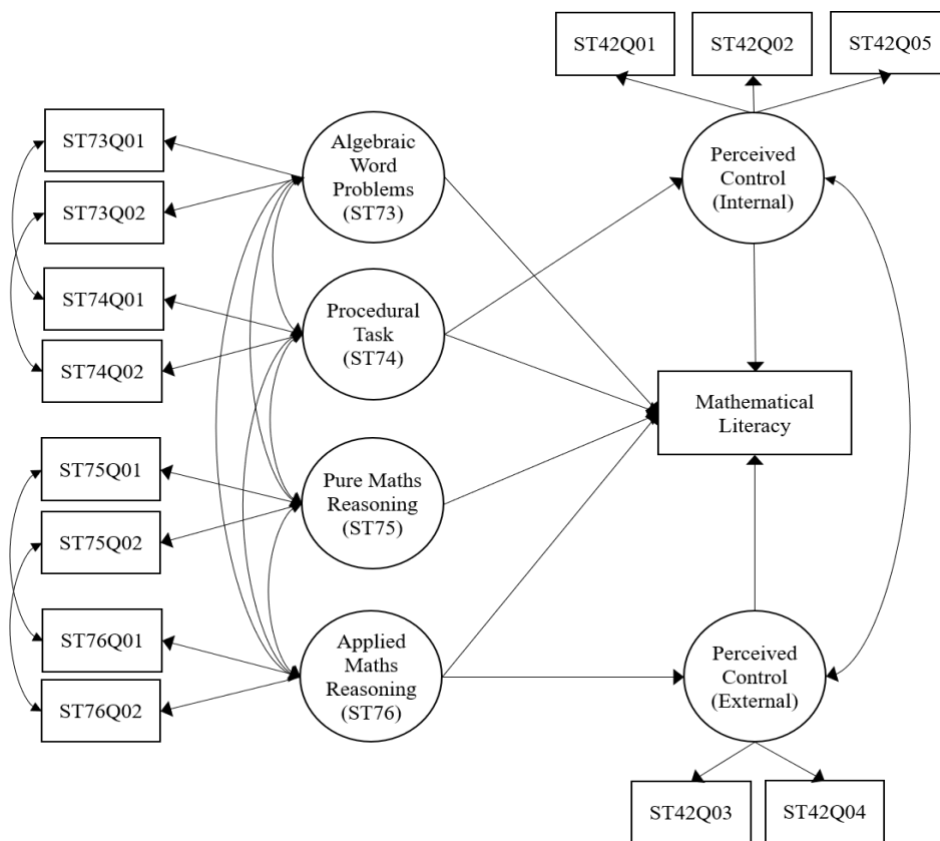 ST42Q01
ST42Q02
ST42Q05
ST73Q01
ST73Q02
ST74Q01
ST74Q02
ST75Q01
ST75Q02
ST76Q01
ST76Q02
Algebraic
Word
Problems
(ST73)
Procedural
Task
(ST74)
Pure Maths
Reasoning
(ST75)
Applied
Maths
Reasoning
(ST76)
Perceived
Control
(Internal)
Mathematical
Literacy
Perceived
Control
(External)
ST42Q03
ST42Q04